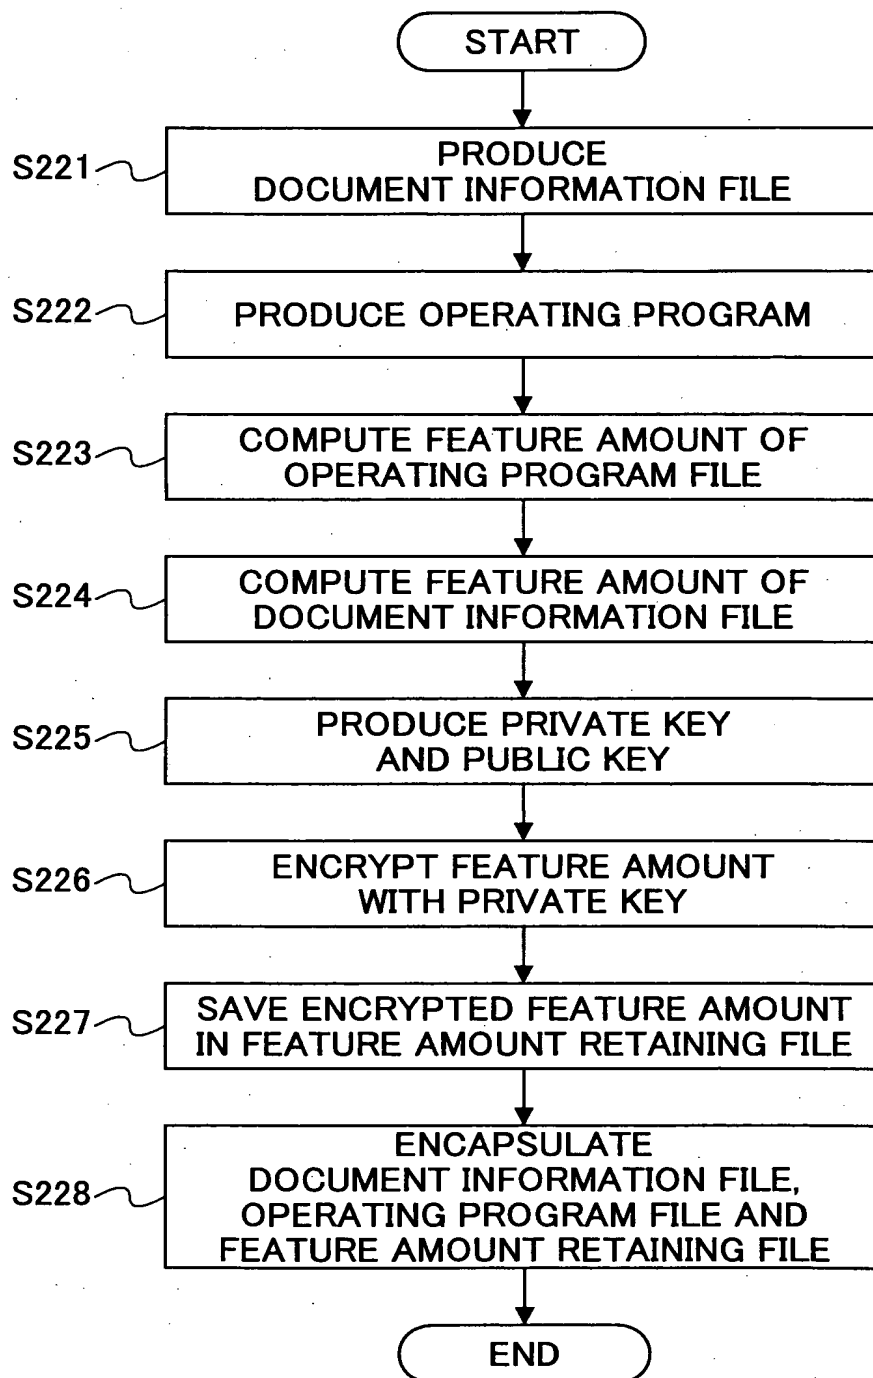 START
S221
PRODUCE
DOCUMENT INFORMATION FILE
S222
PRODUCE OPERATING PROGRAM
S223
COMPUTE FEATURE AMOUNT OF
OPERATING PROGRAM FILE
S224
COMPUTE FEATURE AMOUNT OF
DOCUMENT INFORMATION FILE
S225
PRODUCE PRIVATE KEY
AND PUBLIC KEY
S226
ENCRYPT FEATURE AMOUNT
WITH PRIVATE KEY
S227
SAVE ENCRYPTED FEATURE AMOUNT
IN FEATURE AMOUNT RETAINING FILE
S228
ENCAPSULATE
DOCUMENT INFORMATION FILE,
OPERATING PROGRAM FILE AND
FEATURE AMOUNT RETAINING FILE
END